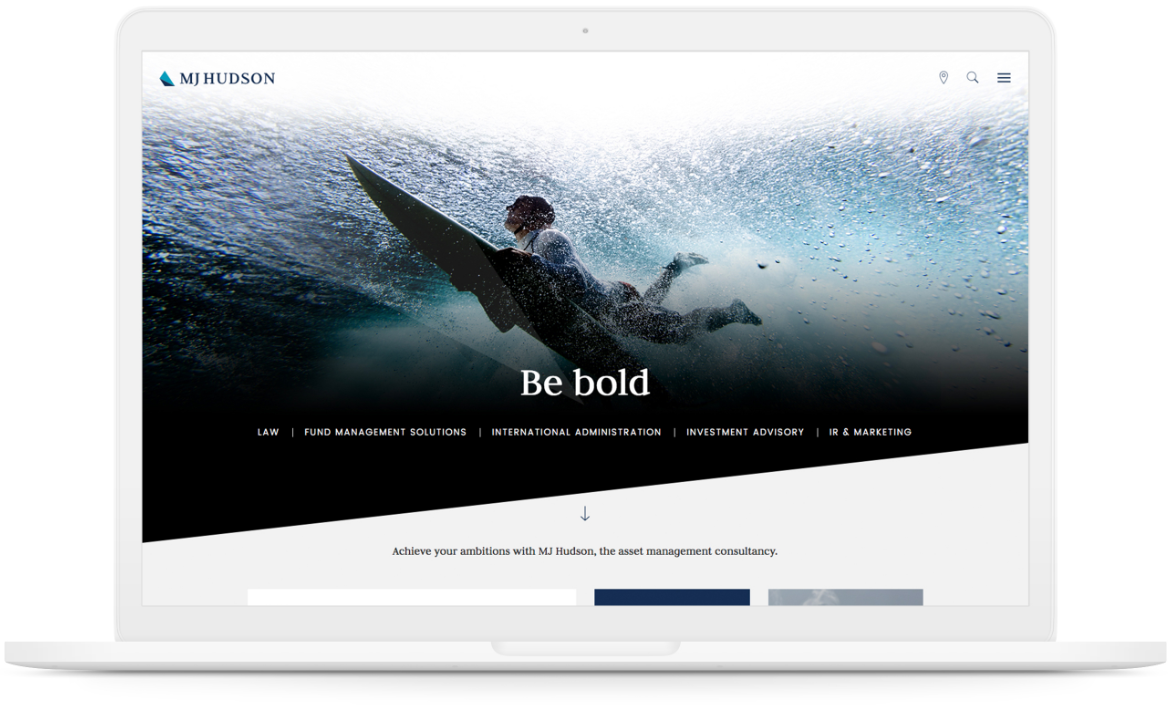 MJ HUDSON
Be bold
LAW | FUND MANAGEMENT SOLUTIONS | INTERNATIONAL ADMINISTRATION | INVESTMENT ADVISORY | IR & MARKETING
Achieve your ambitions with MJ Hudson, the asset management consultancy.